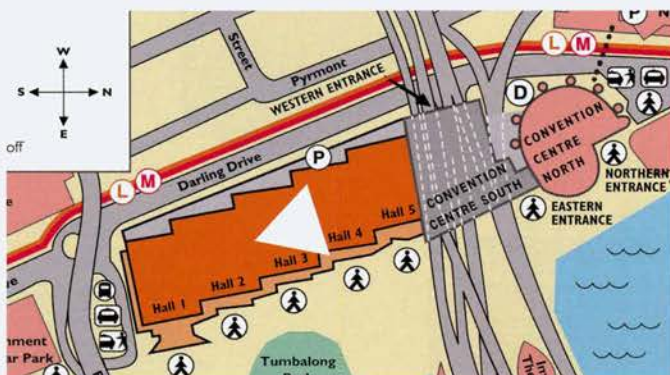 W
S
N
E
off
Street
Pyrmont
WESTERN ENTRANCE
L M
P
D
CONVENTION
CENTRE
NORTH
NORTHERN
ENTRANCE
EASTERN
ENTRANCE
CONVENTION
CENTRE SOUTH
L M
Darling Drive
P
Hall 5
Hall 4
Hall 3
Hall 2
Hall 1
Tumbalong